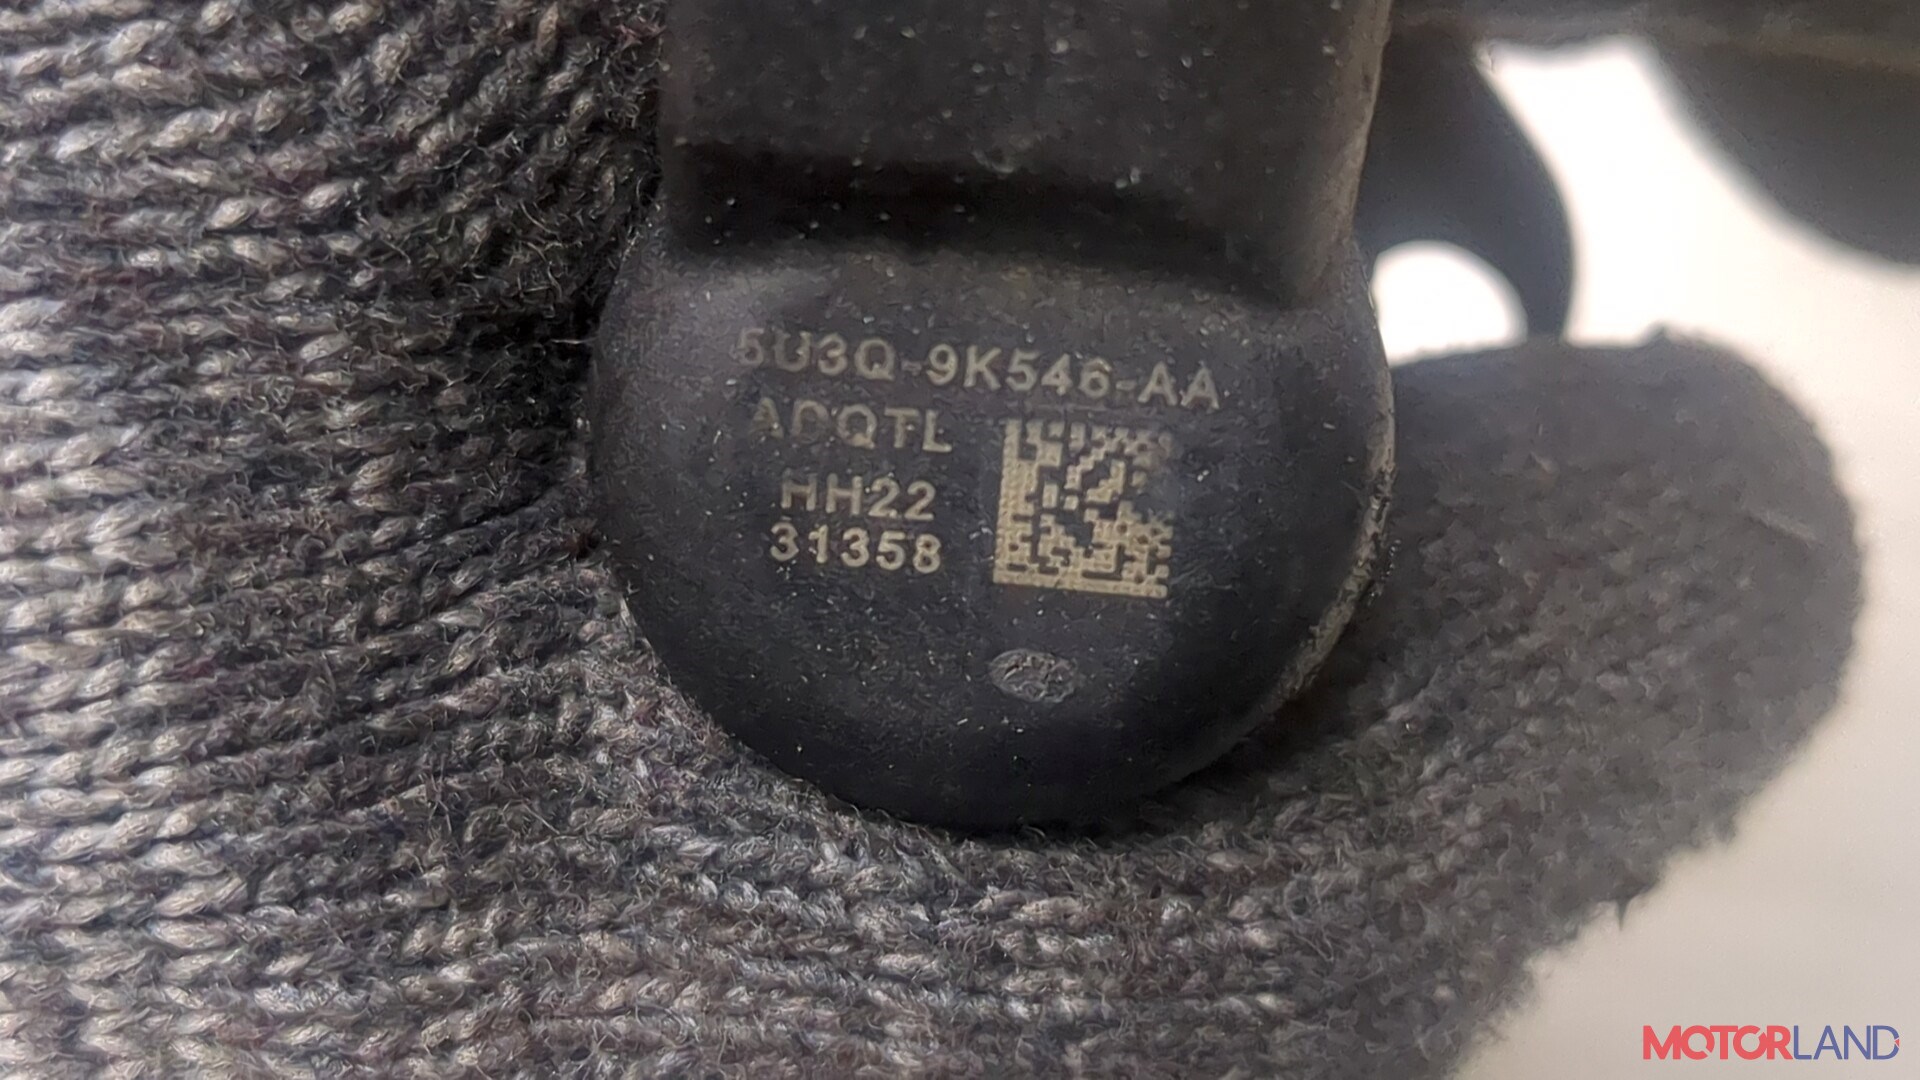 5U3Q-9K546-AA
ADQTL
HH22
31358
MOTORLAND